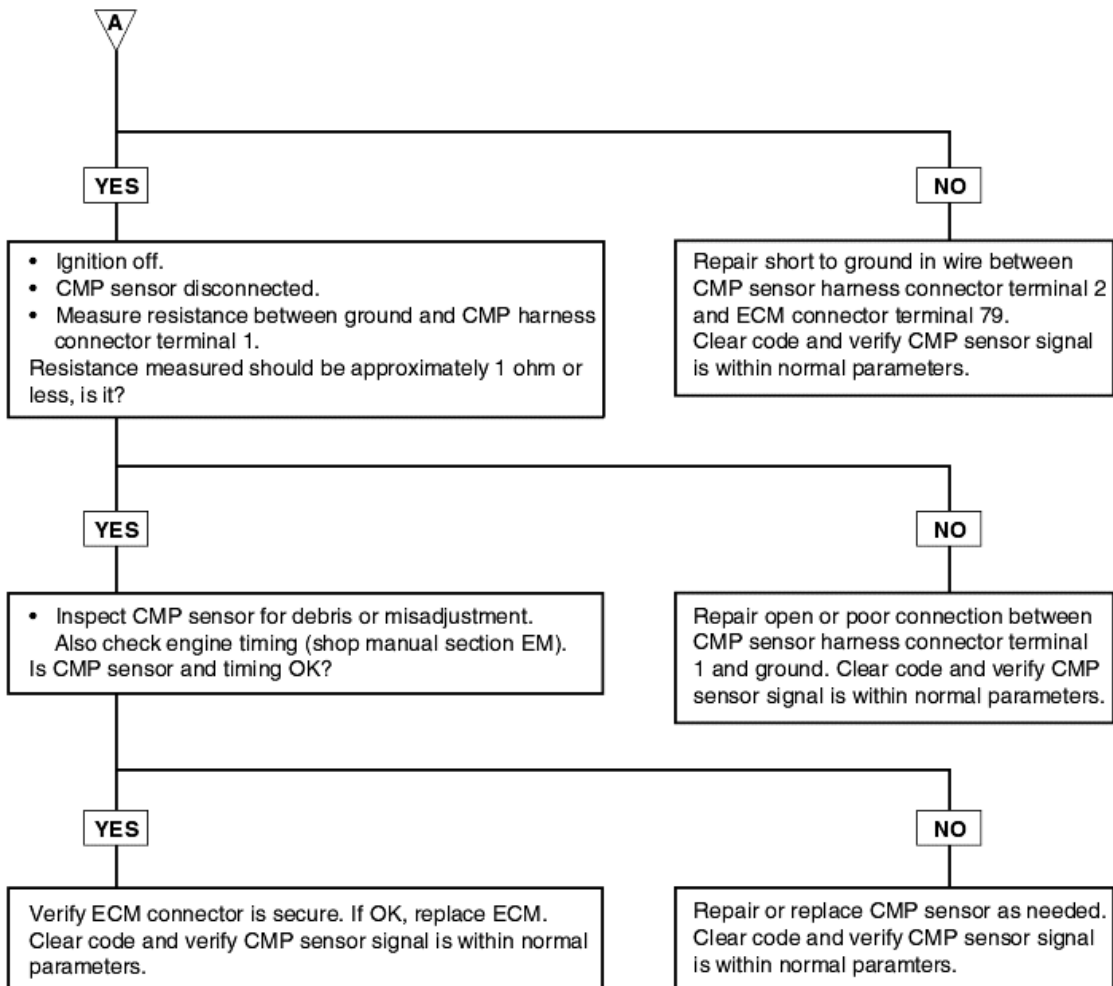 A
YES
NO
• Ignition off.
• CMP sensor disconnected.
• Measure resistance between ground and CMP harness
connector terminal 1.
Resistance measured should be approximately 1 ohm or
less, is it?
Repair short to ground in wire between
CMP sensor harness connector terminal 2
and ECM connector terminal 79.
Clear code and verify CMP sensor signal
is within normal parameters.
YES
NO
• Inspect CMP sensor for debris or misadjustment.
Also check engine timing (shop manual section EM).
Is CMP sensor and timing OK?
Repair open or poor connection between
CMP sensor harness connector terminal
1 and ground. Clear code and verify CMP
sensor signal is within normal parameters.
YES
NO
Verify ECM connector is secure. If OK, replace ECM.
Clear code and verify CMP sensor signal is within normal
parameters.
Repair or replace CMP sensor as needed.
Clear code and verify CMP sensor signal
is within normal paramters.